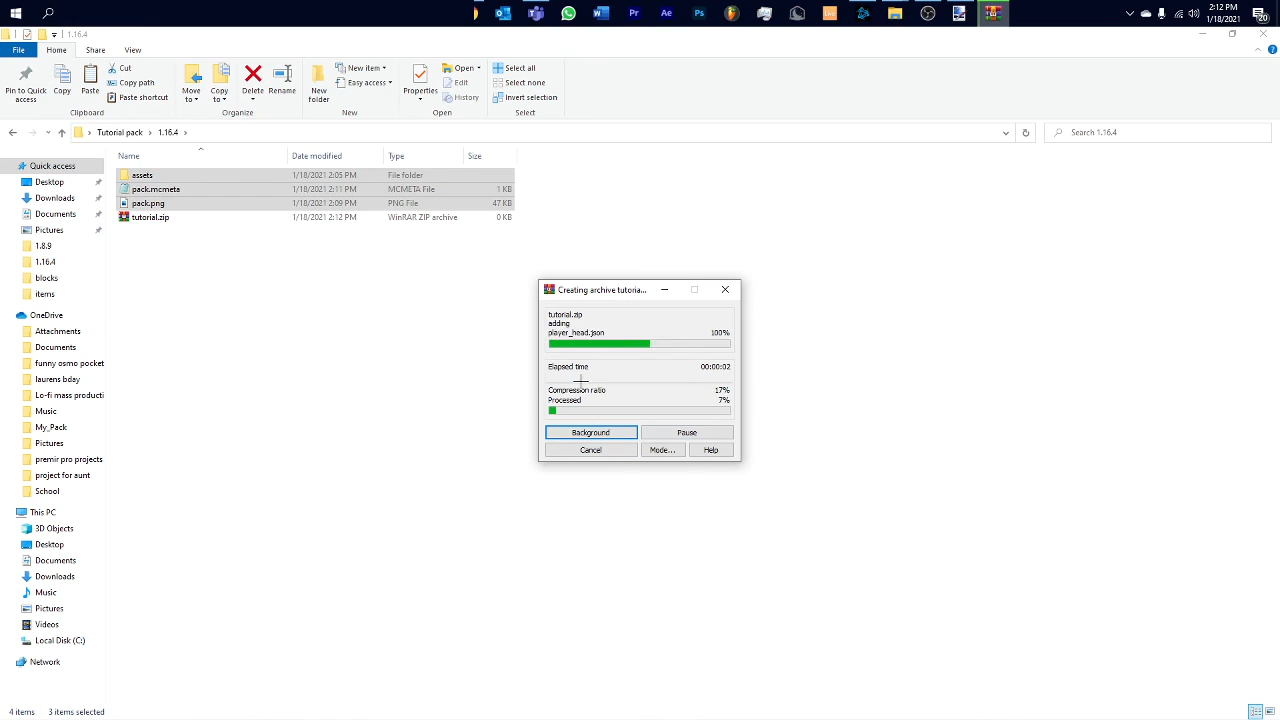 2:12 PM
1/18/2021
20
1.16.4
File
Home
Share
View
Pin to Quick access
Copy
Paste
Cut
Copy path
Paste shortcut
Clipboard
Move to
Copy to
Delete
Rename
Organize
New folder
New item
Easy access
New
Properties
Open
Edit
History
Open
Select all
Select none
Invert selection
Select
Tutorial pack > 1.16.4 >
Search 1.16.4
Name
Date modified
Type
Size
assets 1/18/2021 2:05 PM File folder
pack.mcmeta 1/18/2021 2:11 PM MCMETA File 1 KB
pack.png 1/18/2021 2:09 PM PNG File 47 KB
tutorial.zip 1/18/2021 2:12 PM WinRAR ZIP archive 0 KB
Quick access
Desktop
Downloads
Documents
Pictures
1.8.9
1.16.4
blocks
items
OneDrive
Attachments
Documents
funny osmo pocket
laurens bday
Lo-fi mass producti
Music
My_Pack
Pictures
premir pro projects
project for aunt
School
This PC
3D Objects
Desktop
Documents
Downloads
Music
Pictures
Videos
Local Disk (C:)
Network
Creating archive tutoria...
tutorial.zip
adding
player_head.json 100%
Elapsed time 00:00:02
Compression ratio 17%
Processed 7%
Background
Pause
Cancel
Mode...
Help
4 items 3 items selected